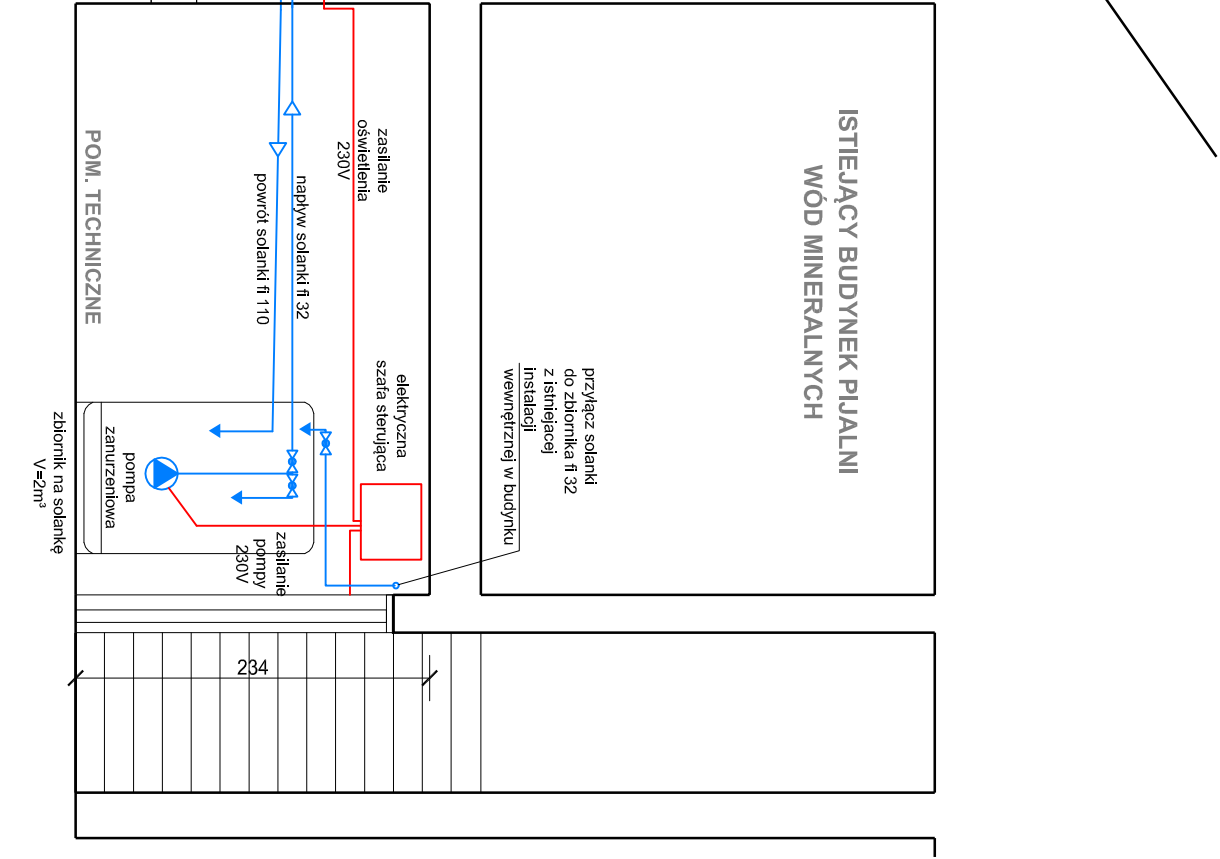 ISTIEJĄCY BUDYNEK PIJALNI
WÓD MINERALNYCH
POM. TECHNICZNE
zasilanie
oświetlenia
230V
napływ solanki fi 32
powrót solanki fi 110
elektryczna
szafa sterująca
przyłącz solanki
do zbiornika fi 32
z istniejacej
instalacji
wewnętrznej w budynku
pompa
zanurzeniowa
zbiornik na solankę
V=2m³
zasilanie
pompy
230V
234